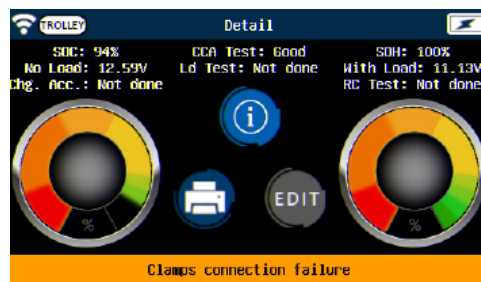 TROLLEY
Detail
SOC: 94%
CCA Test: Good
SOH: 100%
No Load: 12.59V
Ld Test: Not done
With Load: 11.13V
Chg. Acc.: Not done
RC Test: Not done
i
EDIT
%
%
Clamps connection failure